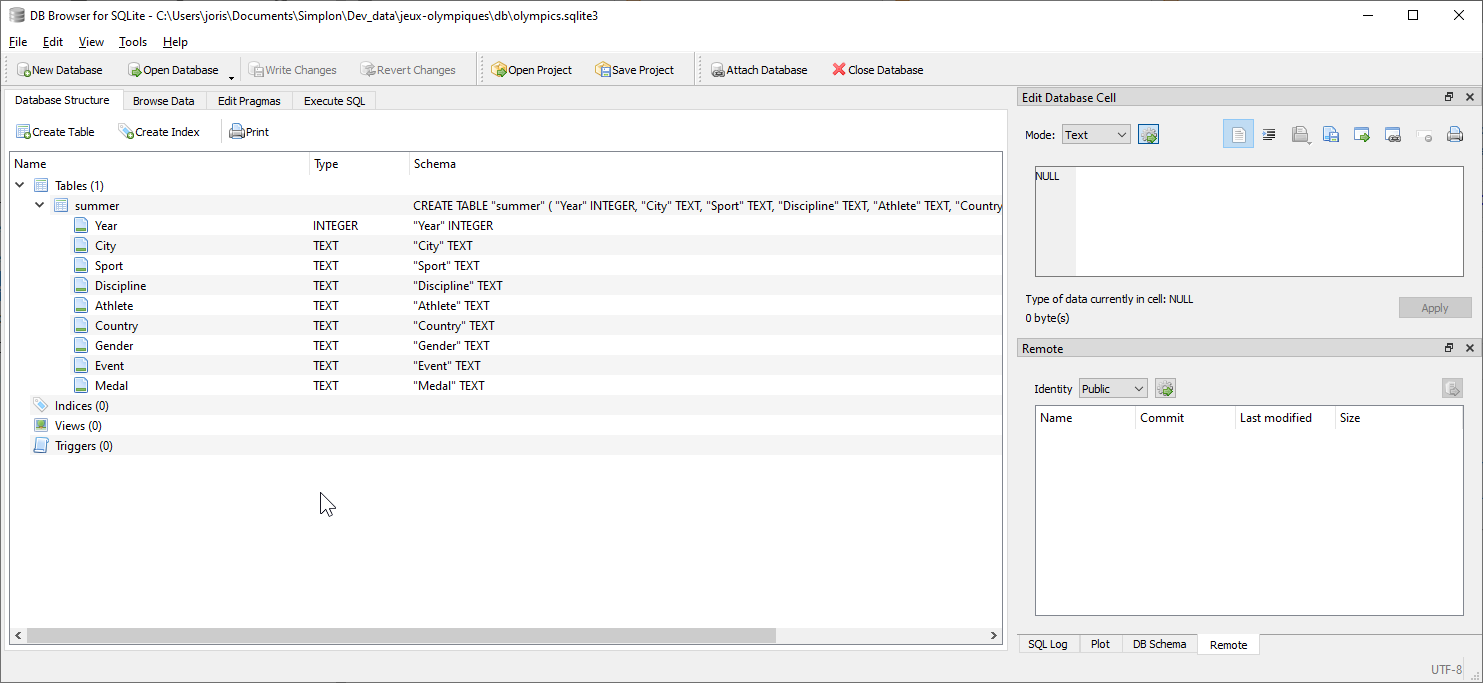 DB Browser for SQLite - C:\Users\joris\Documents\Simplon\Dev_data\jeux-olympiques\db\olympics.sqlite3
File Edit View Tools Help
New Database Open Database Write Changes Revert Changes Open Project Save Project Attach Database Close Database
Database Structure Browse Data Edit Pragmas Execute SQL
Create Table Create Index Print
Name Type Schema
Tables (1)
summer CREATE TABLE "summer" ( "Year" INTEGER, "City" TEXT, "Sport" TEXT, "Discipline" TEXT, "Athlete" TEXT, "Country
Year INTEGER "Year" INTEGER
City TEXT "City" TEXT
Sport TEXT "Sport" TEXT
Discipline TEXT "Discipline" TEXT
Athlete TEXT "Athlete" TEXT
Country TEXT "Country" TEXT
Gender TEXT "Gender" TEXT
Event TEXT "Event" TEXT
Medal TEXT "Medal" TEXT
Indices (0)
Views (0)
Triggers (0)
Edit Database Cell
Mode: Text
NULL
Type of data currently in cell: NULL
0 byte(s)
Apply
Remote
Identity Public
Name Commit Last modified Size
SQL Log Plot DB Schema Remote
UTF-8